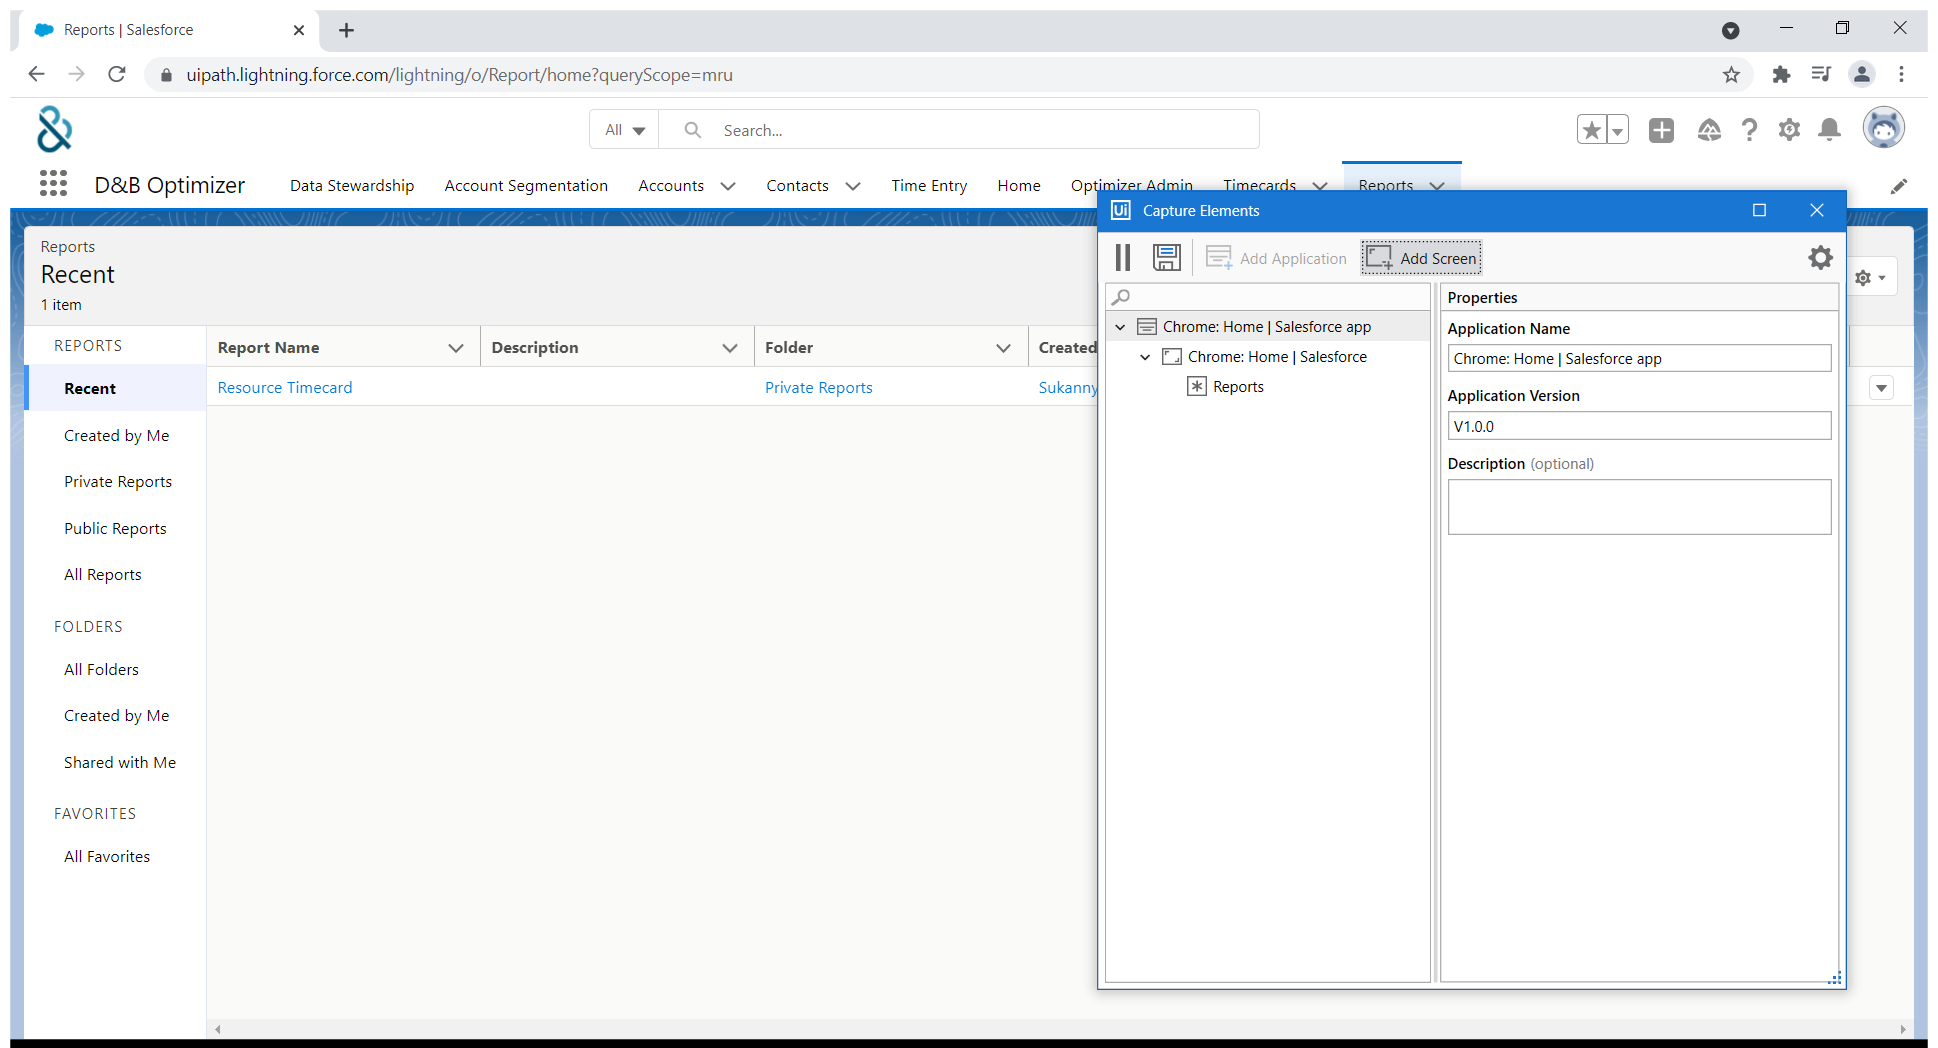 Reports | Salesforce
uipath.lightning.force.com/lightning/o/Report/home?queryScope=mru
All
Search...
D&B Optimizer
Data Stewardship
Account Segmentation
Accounts
Contacts
Time Entry
Home
Optimizer Admin
Timecards
Reports
Reports
Recent
1 item
REPORTS
Recent
Created by Me
Private Reports
Public Reports
All Reports
FOLDERS
All Folders
Created by Me
Shared with Me
FAVORITES
All Favorites
Report Name
Description
Folder
Created
Resource Timecard
Private Reports
Sukanny
Ui Capture Elements
Add Application
Add Screen
Chrome: Home | Salesforce app
Chrome: Home | Salesforce
Reports
Properties
Application Name
Chrome: Home | Salesforce app
Application Version
V1.0.0
Description (optional)